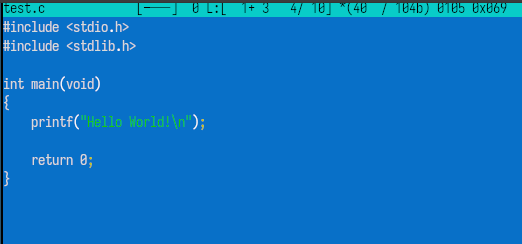 test.c [----] 0 L:[ 1+ 3 4/ 10] *(40 / 104b) 0105 0x069
#include <stdio.h>
#include <stdlib.h>
int main(void)
{
printf("Hello World!\n");
return 0;
}